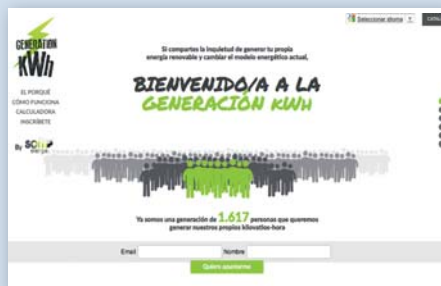 Seleccionar idioma
GENERATION
kWh
Si compartes la inquietud de generar tu propia
energía renovable y cambiar el modelo energético actual,
BIENVENIDO/A A LA
GENERACIÓN KWh
EL PORQUÉ
CÓMO FUNCIONA
CALCULADORA
INSCRÍBETE
By
Ya somos una generación de 1.617 personas que queremos
generar nuestros propios kilovatios-hora
Email
Nombre
Quiero apuntarme